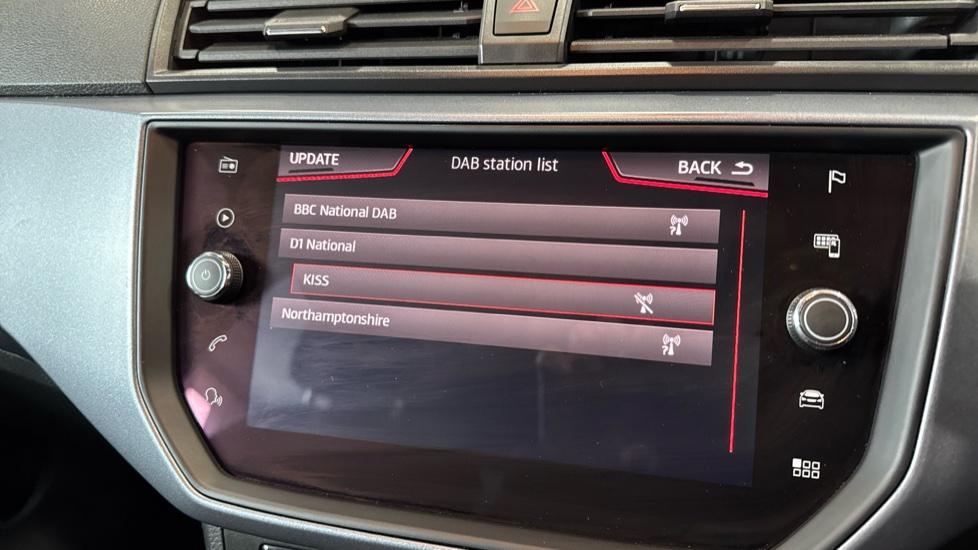 UPDATE
DAB station list
BACK
BBC National DAB
D1 National
KISS
Northamptonshire